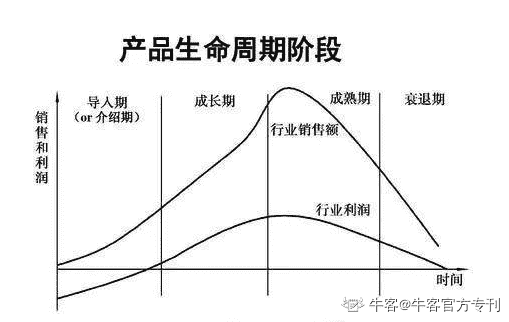 产品生命周期阶段
导入期
(or 介绍期)
成长期
成熟期
衰退期
销售和利润
行业销售额
行业利润
时间
牛客@牛客官方专刊